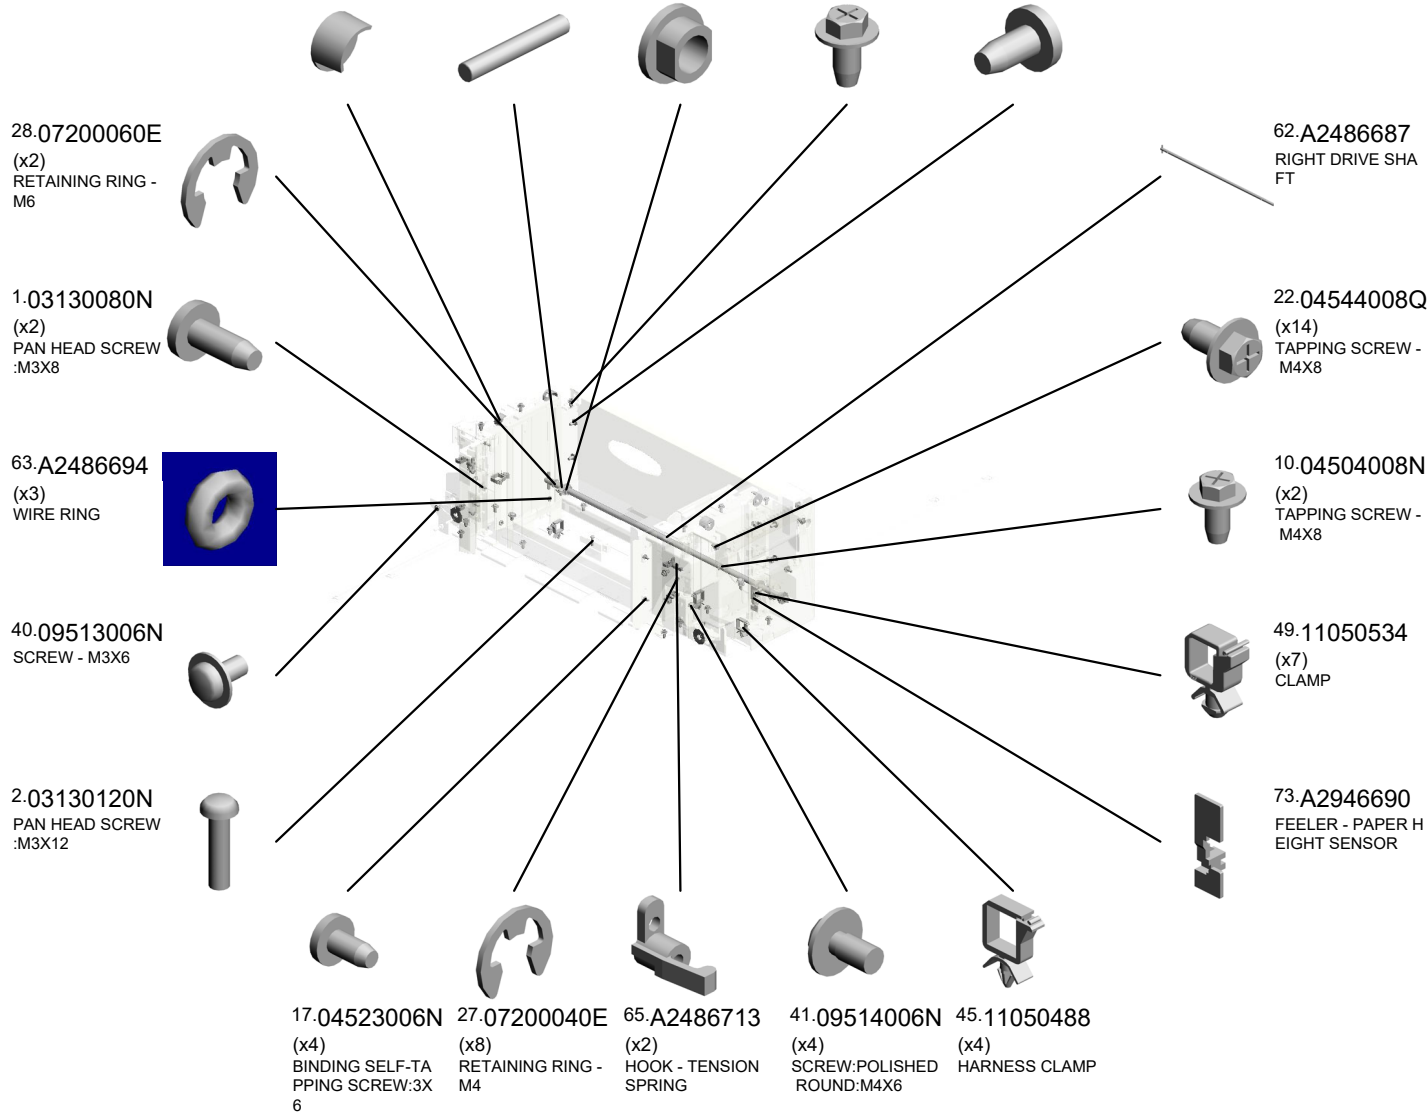 28.07200060E
(x2)
RETAINING RING -
M6
62.A2486687
RIGHT DRIVE SHA
FT
1.03130080N
(x2)
PAN HEAD SCREW
:M3X8
22.04544008Q
(x14)
TAPPING SCREW -
M4X8
63.A2486694
(x3)
WIRE RING
10.04504008N
(x2)
TAPPING SCREW -
M4X8
40.09513006N
SCREW - M3X6
49.11050534
(x7)
CLAMP
2.03130120N
PAN HEAD SCREW
:M3X12
73.A2946690
FEELER - PAPER H
EIGHT SENSOR
17.04523006N
(x4)
BINDING SELF-TA
PPING SCREW:3X
6
27.07200040E
(x8)
RETAINING RING -
M4
65.A2486713
(x2)
HOOK - TENSION
SPRING
41.09514006N
(x4)
SCREW:POLISHED
ROUND:M4X6
45.11050488
(x4)
HARNESS CLAMP